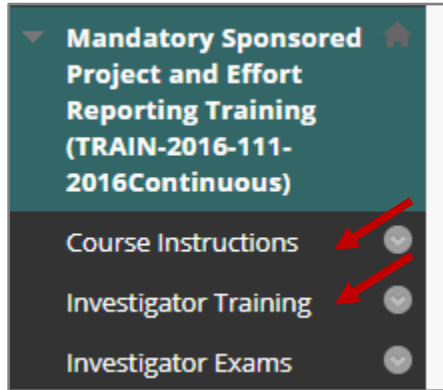 Mandatory Sponsored
Project and Effort
Reporting Training
(TRAIN-2016-111-
2016Continuous)
Course Instructions
Investigator Training
Investigator Exams